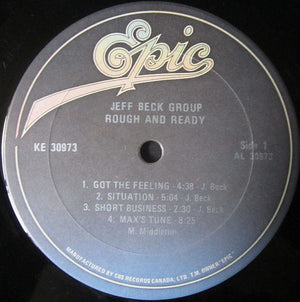 Epic
JEFF BECK GROUP
ROUGH AND READY
KE 30973
Side 1
AL 30973
1. GOT THE FEELING - 4:38 - J. Beck
2. SITUATION - 5:04 - J. Beck
3. SHORT BUSINESS - 2:30 - J. Beck
4. MAX'S TUNE - 8:25
M. Middleton
MANUFACTURED BY CBS RECORDS CANADA, LTD. T.M. OWNER "EPIC"